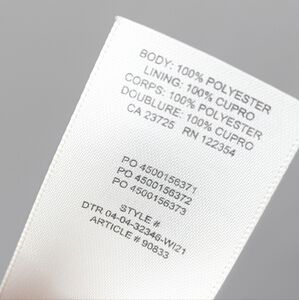 BODY: 100% POLYESTER
LINING: 100% CUPRO
CORPS: 100% POLYESTER
DOUBLURE: 100% CUPRO
CA 23725 RN 122354
PO 4500156371
PO 4500156372
PO 4500156373
STYLE #
DTR 04-04-32346-WI21
ARTICLE # 90833